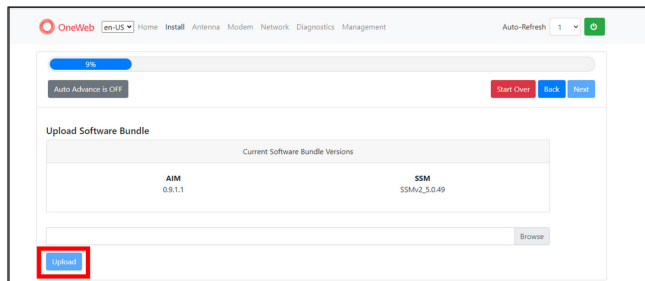 OneWeb en-US Home Install Antenna Modem Network Diagnostics Management Auto-Refresh 1
9%
Auto Advance is OFF Start Over Back Next
Upload Software Bundle
Current Software Bundle Versions
AIM SSM
0.9.1.1 SSMv2_5.0.49
Browse
Upload